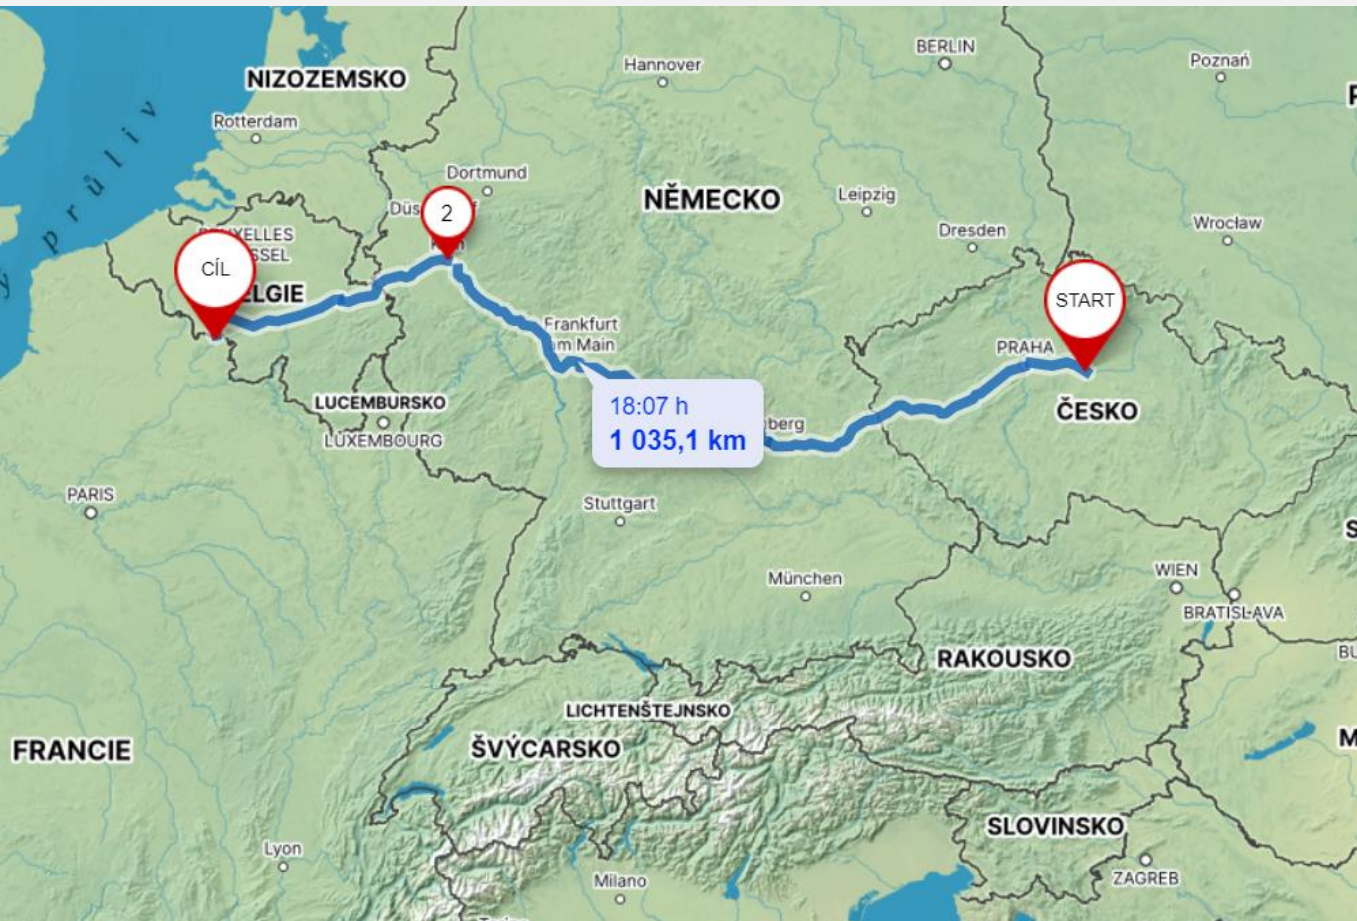 BERLIN
Hannover
Poznań
NIZOZEMSKO
Rotterdam
průliv
Dortmund
NĚMECKO
Leipzig
2
Wrocław
Dresden
CÍL
START
Frankfurt
am Main
PRAHA
18:07 h
1 035,1 km
LUCEMBURSKO
LUXEMBOURG
ČESKO
PARIS
Stuttgart
München
WIEN
BRATISLAVA
RAKOUSKO
LICHTENŠTEJNSKO
FRANCIE
ŠVÝCARSKO
SLOVINSKO
Lyon
Milano
ZAGREB